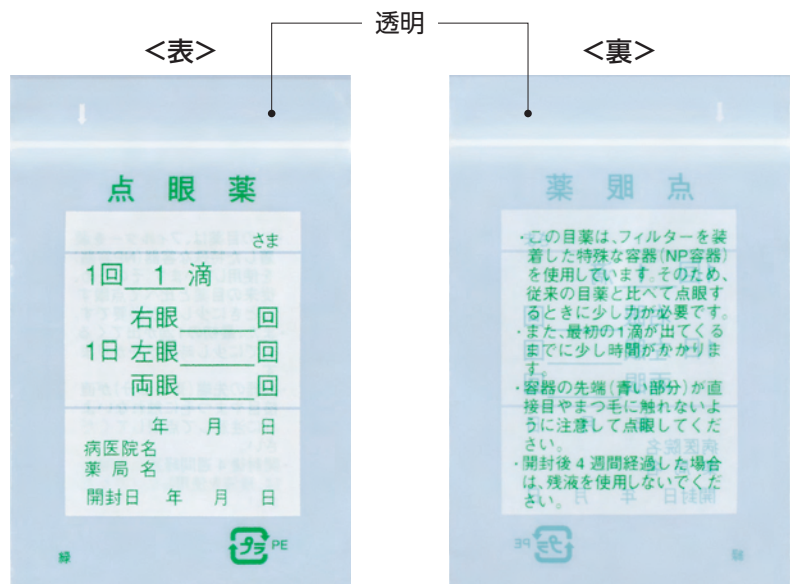 透明
<表>
点 眼 薬
さま
1回 1 滴
右眼 回
1日 左眼 回
両眼 回
年 月 日
病医院名
薬 局 名
開封日 年 月 日
プラ PE
緑
<裏>
点 眼 薬
・この目薬は、フィルターを装
着した特殊な容器(NP容器)
を使用しています。そのため、
従来の目薬と比べて点眼す
るときに少し力が必要です。
・また、最初の1滴が出てくる
までに少し時間がかかりま
す。
・容器の先端(青い部分)が直
接目やまつ毛に触れないよ
うに注意して点眼してくだ
さい。
・開封後4週間経過した場合
は、残液を使用しないでくだ
さい。
プラ PE
緑